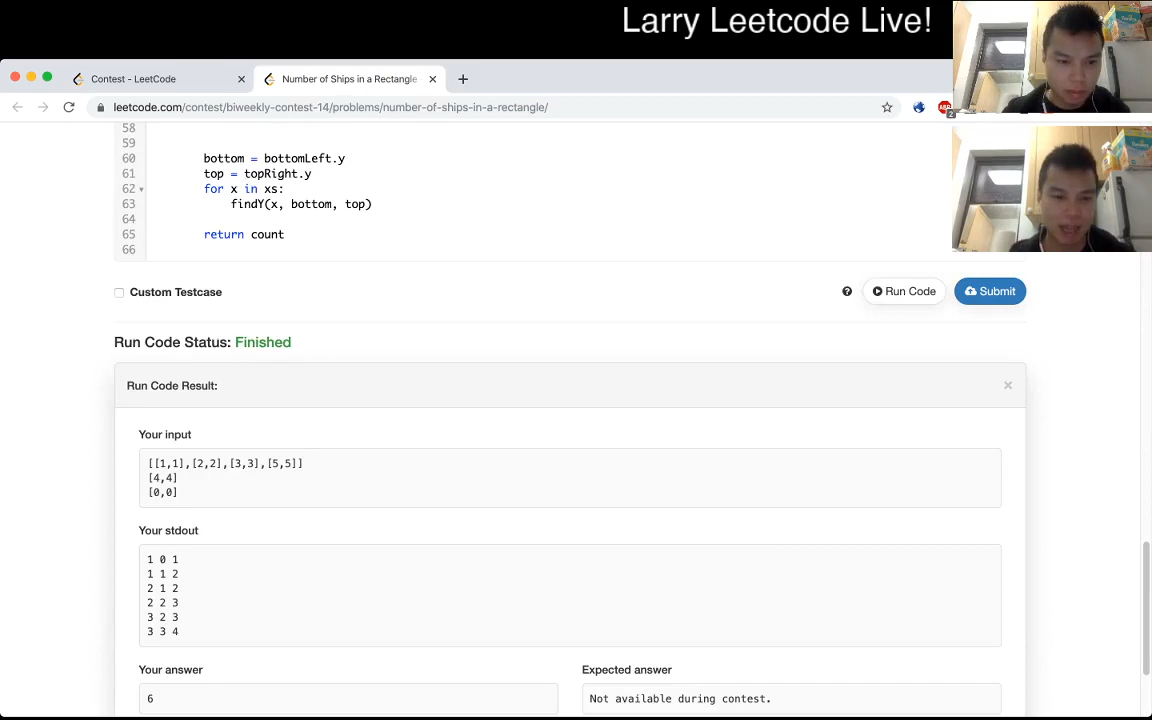 Larry Leetcode Live!
Contest - LeetCode
Number of Ships in a Rectangle
leetcode.com/contest/biweekly-contest-14/problems/number-of-ships-in-a-rectangle/
58
59
60 bottom = bottomLeft.y
61 top = topRight.y
62 for x in xs:
63 findY(x, bottom, top)
64
65 return count
66
Custom Testcase
Run Code
Submit
Run Code Status: Finished
Run Code Result:
Your input
[[1,1],[2,2],[3,3],[5,5]]
[4,4]
[0,0]
Your stdout
1 0 1
1 1 2
2 1 2
2 2 3
3 2 3
3 3 4
Your answer
Expected answer
6
Not available during contest.